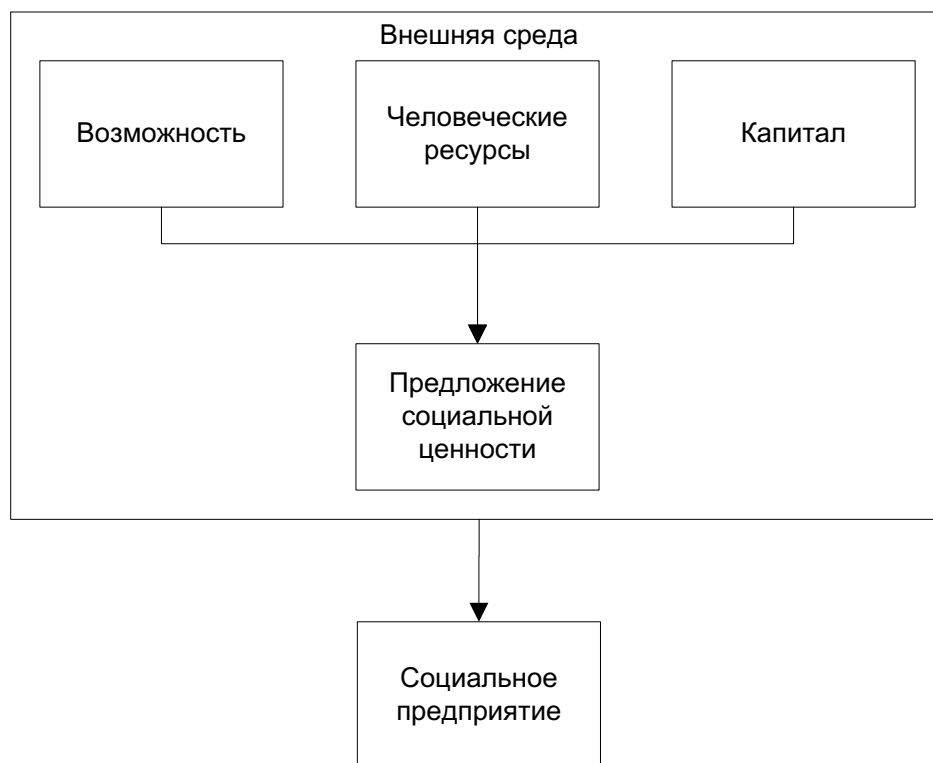 Внешняя среда
Возможность
Человеческие
ресурсы
Капитал
Предложение
социальной
ценности
Социальное
предприятие